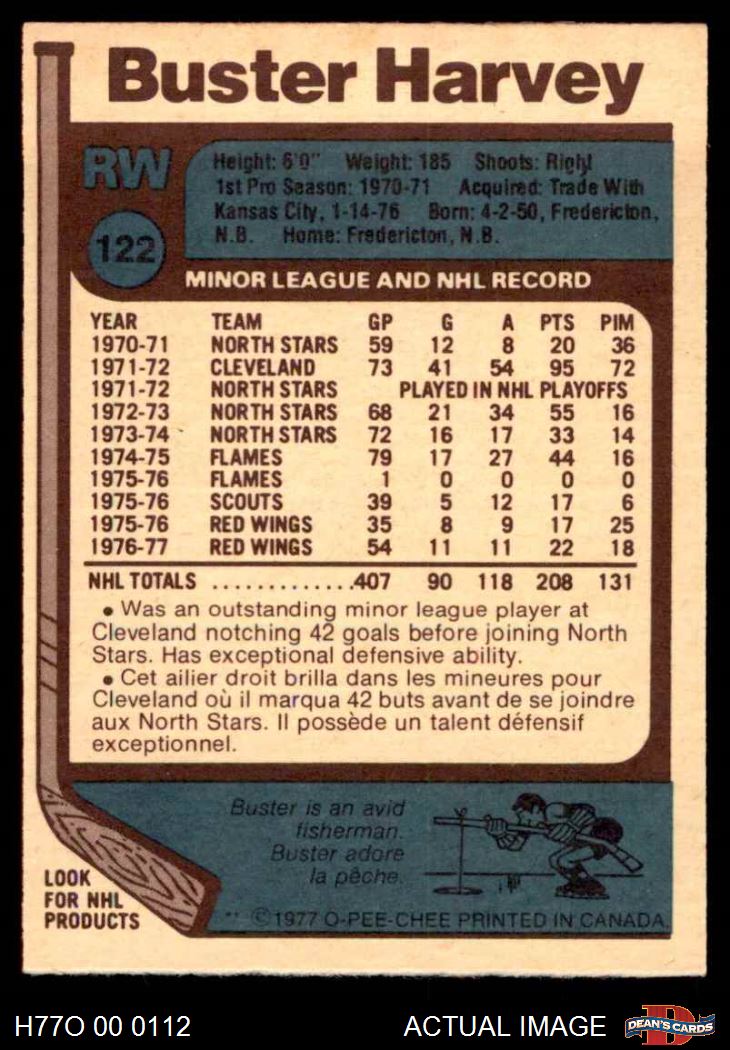 Buster Harvey
RW
122
Height: 6'0" Weight: 185 Shoots: Right
1st Pro Season: 1970-71 Acquired: Trade With
Kansas City, 1-14-76 Born: 4-2-50, Fredericton,
N.B. Home: Fredericton, N.B.
MINOR LEAGUE AND NHL RECORD
YEAR TEAM GP G A PTS PIM
1970-71 NORTH STARS 59 12 8 20 36
1971-72 CLEVELAND 73 41 54 95 72
1971-72 NORTH STARS PLAYED IN NHL PLAYOFFS
1972-73 NORTH STARS 68 21 34 55 16
1973-74 NORTH STARS 72 16 17 33 14
1974-75 FLAMES 79 17 27 44 16
1975-76 FLAMES 1 0 0 0 0
1975-76 SCOUTS 39 5 12 17 6
1975-76 RED WINGS 35 8 9 17 25
1976-77 RED WINGS 54 11 11 22 18
NHL TOTALS .............407 90 118 208 131
• Was an outstanding minor league player at
Cleveland notching 42 goals before joining North
Stars. Has exceptional defensive ability.
• Cet ailier droit brilla dans les mineures pour
Cleveland où il marqua 42 buts avant de se joindre
aux North Stars. Il possède un talent défensif
exceptionnel.
Buster is an avid
fisherman.
Buster adore
la pêche.
LOOK
FOR NHL
PRODUCTS
** ©1977 O-PEE-CHEE PRINTED IN CANADA.
H77O 00 0112 ACTUAL IMAGE
D
DEAN'S CARDS